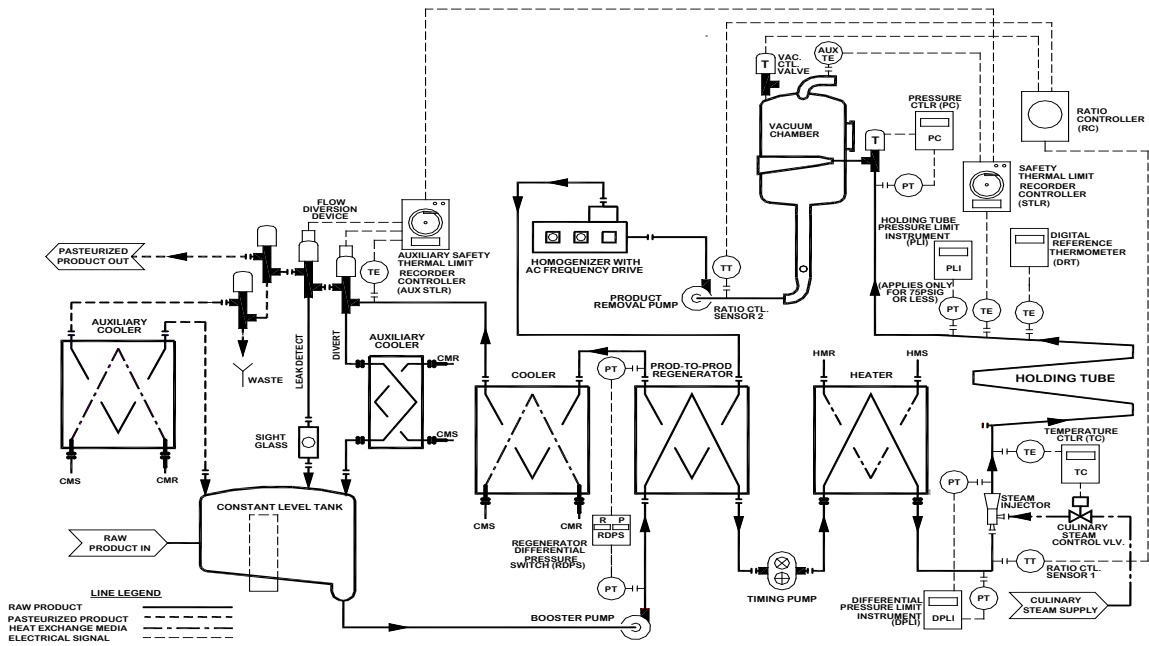 T
VAC.
CTL.
VALVE
AUX
TE
PRESSURE
CTLR (PC)
PC
RATIO
CONTROLLER
(RC)
VACUUM
CHAMBER
T
PT
SAFETY
THERMAL LIMIT
RECORDER
CONTROLLER
(STLR)
FLOW
DIVERSION
DEVICE
PASTEURIZED
PRODUCT OUT
TE
AUXILIARY SAFETY
THERMAL LIMIT
RECORDER
CONTROLLER
(AUX STLR)
HOMOGENIZER WITH
AC FREQUENCY DRIVE
TT
PRODUCT
REMOVAL PUMP
RATIO CTL.
SENSOR 2
HOLDING TUBE
PRESSURE LIMIT
INSTRUMENT
(PLI)
PLI
(APPLIES ONLY
FOR 75PSIG
OR LESS)
DIGITAL
REFERENCE
THERMOMETER
(DRT)
PT
TE
TE
AUXILIARY
COOLER
WASTE
LEAK DETECT
DIVERT
AUXILIARY
COOLER
CMR
CMS
SIGHT
GLASS
CMS
CMR
COOLER
PT
PROD-TO-PROD
REGENERATOR
HMR
HMS
HEATER
HOLDING TUBE
TEMPERATURE
CTLR (TC)
TE
TC
PT
STEAM
INJECTOR
CULINARY
STEAM
CONTROL VLV.
CONSTANT LEVEL TANK
RAW
PRODUCT IN
CMS
CMR
R P
RDPS
REGENERATOR
DIFFERENTIAL
PRESSURE
SWITCH (RDPS)
PT
TIMING PUMP
TT
RATIO CTL.
SENSOR 1
PT
DIFFERENTIAL
PRESSURE LIMIT
INSTRUMENT
(DPLI)
DPLI
CULINARY
STEAM SUPPLY
BOOSTER PUMP
LINE LEGEND
RAW PRODUCT
PASTEURIZED PRODUCT
HEAT EXCHANGE MEDIA
ELECTRICAL SIGNAL